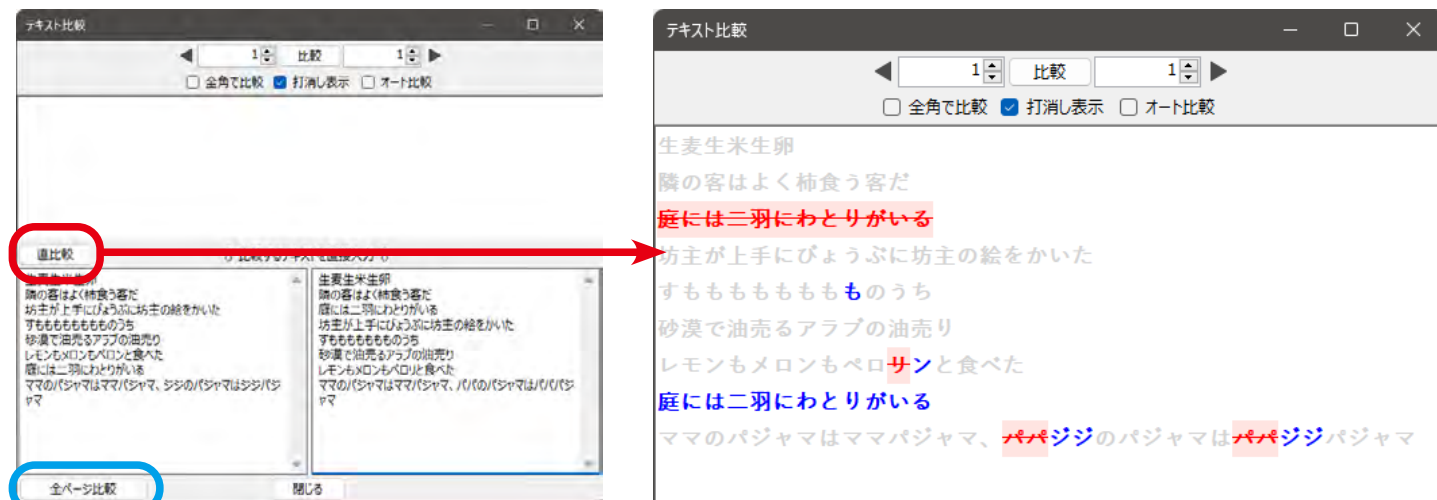 テキスト比較
1 比較 1
全角で比較 打消し表示 オート比較
直比較
比較するテキストを直接入力
生麦生米生卵
隣の客はよく柿食う客だ
坊主が上手にびょうぶに坊主の絵をかいた
すもももももももものうち
砂漠で油売るアラブの油売り
レモンもメロンもペロンと食べた
庭には二羽にわとりがいる
ママのパジャマはママパジャマ、ジジのパジャマはジジパジ
ャマ
生麦生米生卵
隣の客はよく柿食う客だ
庭には二羽にわとりがいる
坊主が上手にびょうぶに坊主の絵をかいた
すももももももものうち
砂漠で油売るアラブの油売り
レモンもメロンもペロリと食べた
ママのパジャマはママパジャマ、パパのパジャマはパパパジ
ャマ
全ページ比較 閉じる
テキスト比較
1 比較 1
全角で比較 打消し表示 オート比較
生麦生米生卵
隣の客はよく柿食う客だ
庭には二羽にわとりがいる
坊主が上手にびょうぶに坊主の絵をかいた
すもももももももものうち
砂漠で油売るアラブの油売り
レモンもメロンもペロリンと食べた
庭には二羽にわとりがいる
ママのパジャマはママパジャマ、パパジジのパジャマはパパジジパジャマ